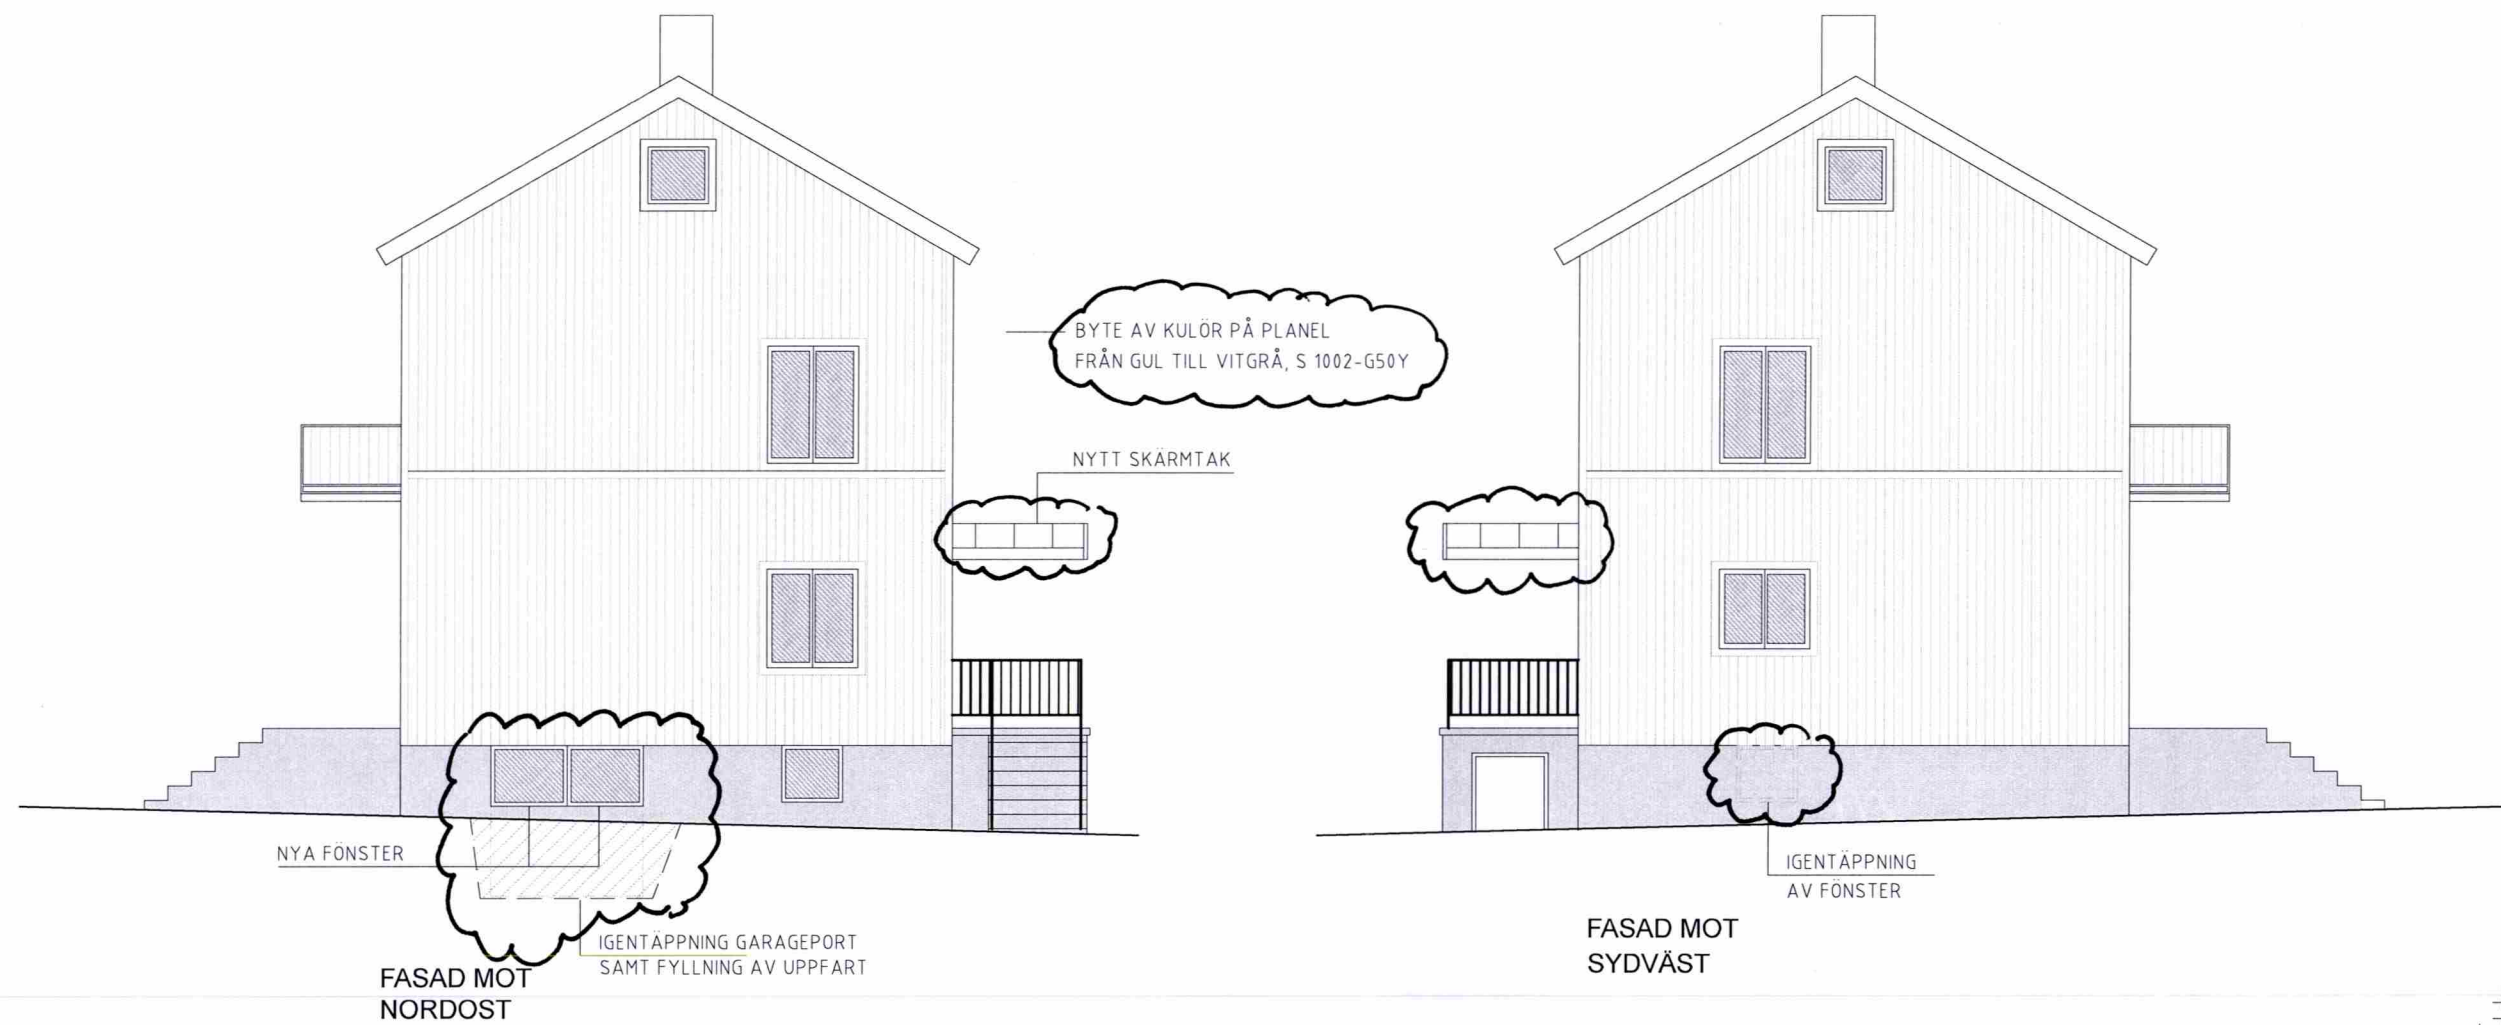 BYTE AV KULÖR PÅ PLANEL
FRÅN GUL TILL VITGRÅ, S 1002-G50Y
NYTT SKÄRMTAK
NYA FÖNSTER
IGENTÄPPNING GARAGEPORT
SAMT FYLLNING AV UPPFART
FASAD MOT
NORDOST
IGENTÄPPNING
AV FÖNSTER
FASAD MOT
SYDVÄST